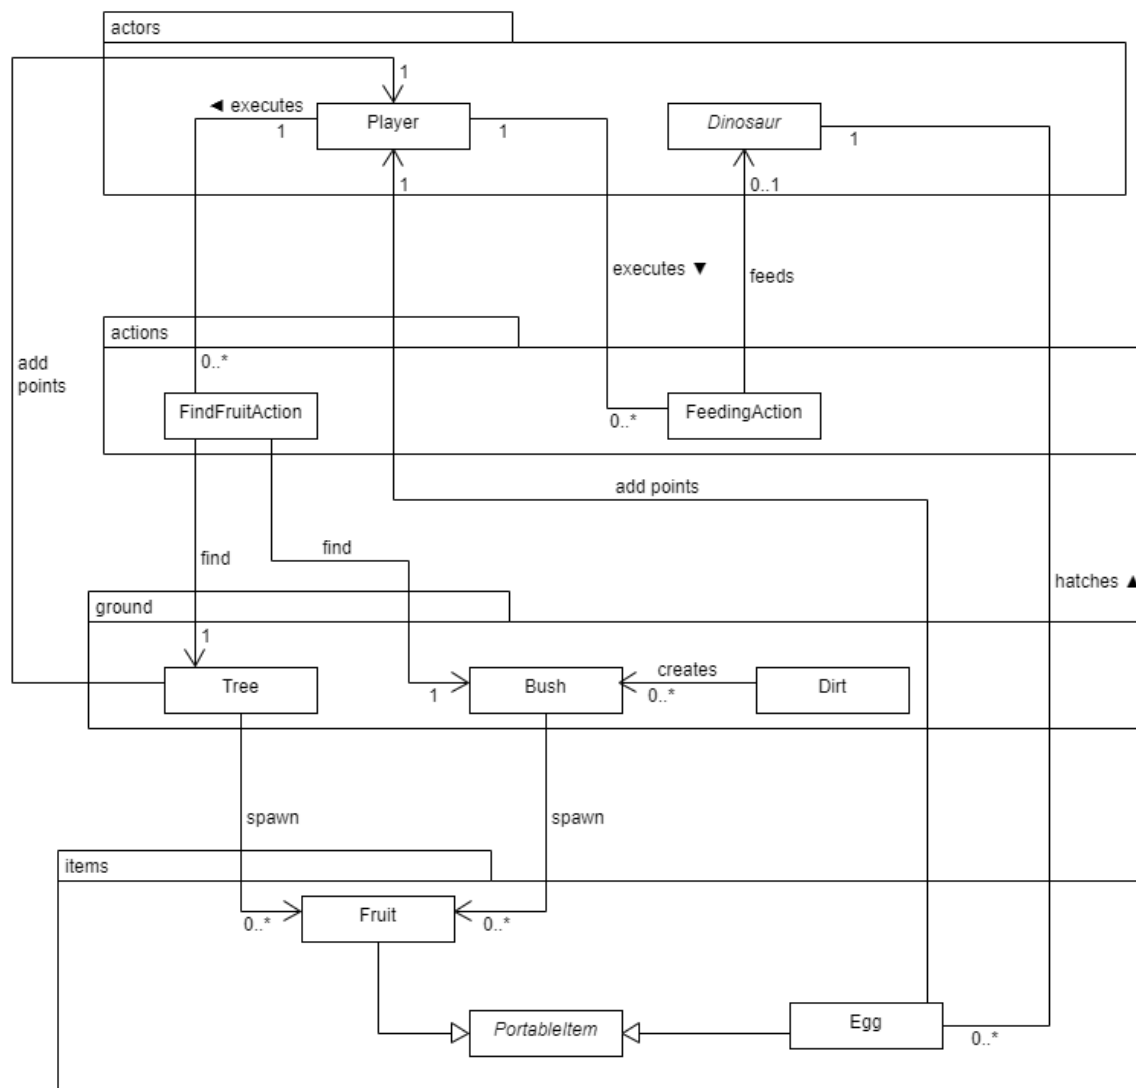 actors
1
◄ executes
1
Player
1
Dinosaur
1
1
0..1
executes ▼
feeds
actions
add
points
0..*
FindFruitAction
FeedingAction
0..*
add points
find
find
hatches ▲
ground
1
Tree
1
Bush
creates
0..*
Dirt
spawn
spawn
items
Fruit
0..*
0..*
PortableItem
Egg
0..*